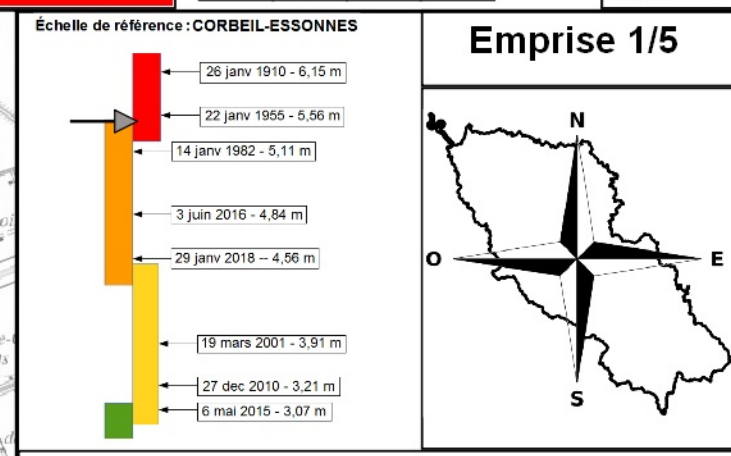 Échelle de référence : CORBEIL-ESSONNES
26 janv 1910 - 6,15 m
22 janv 1955 - 5,56 m
14 janv 1982 - 5,11 m
3 juin 2016 - 4,84 m
29 janv 2018 -- 4,56 m
19 mars 2001 - 3,91 m
27 dec 2010 - 3,21 m
6 mai 2015 - 3,07 m
Emprise 1/5
N
O
E
S